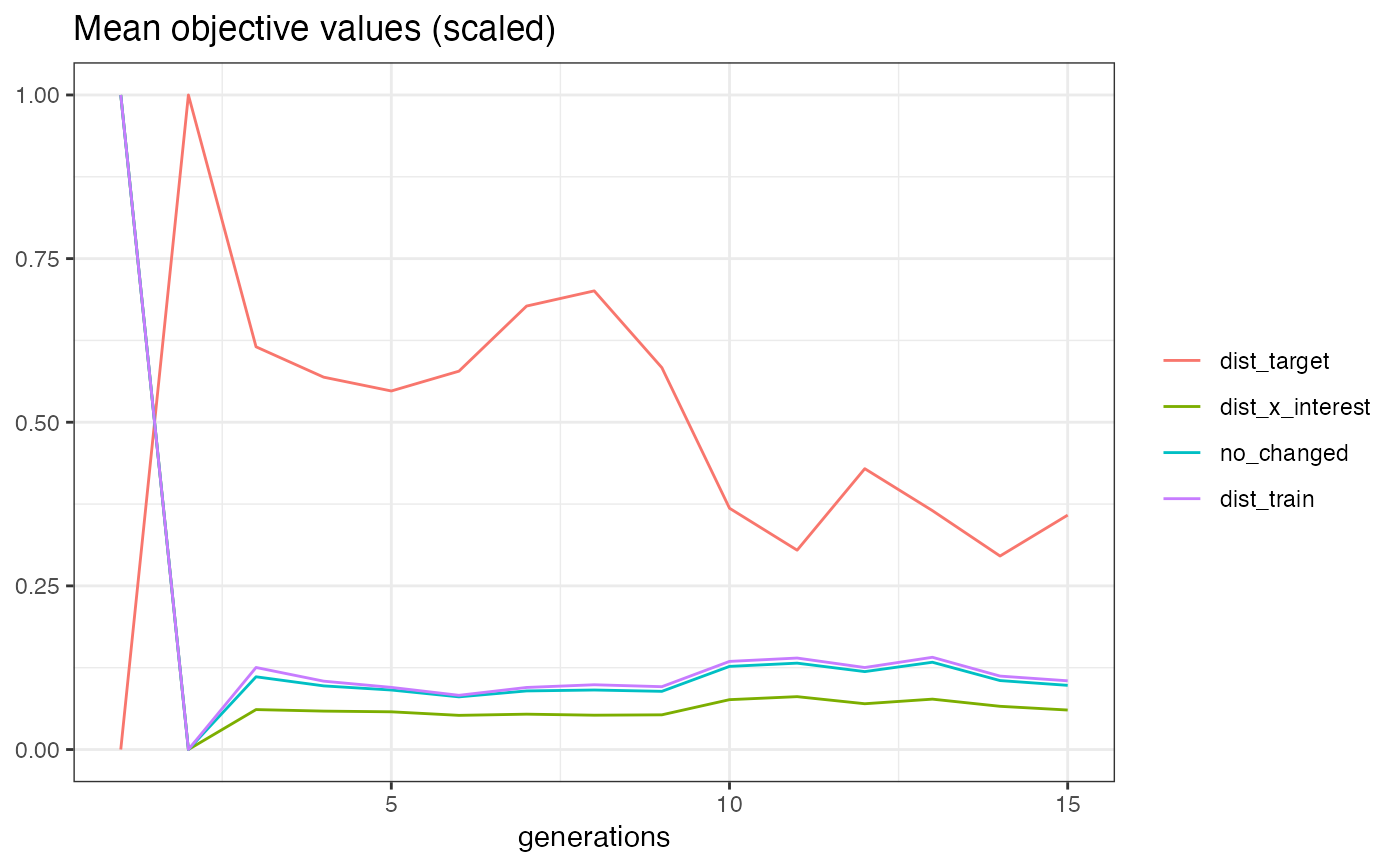 Mean objective values (scaled)
1.00
0.75
0.50
0.25
0.00
5 10 15
generations
dist_target
dist_x_interest
no_changed
dist_train